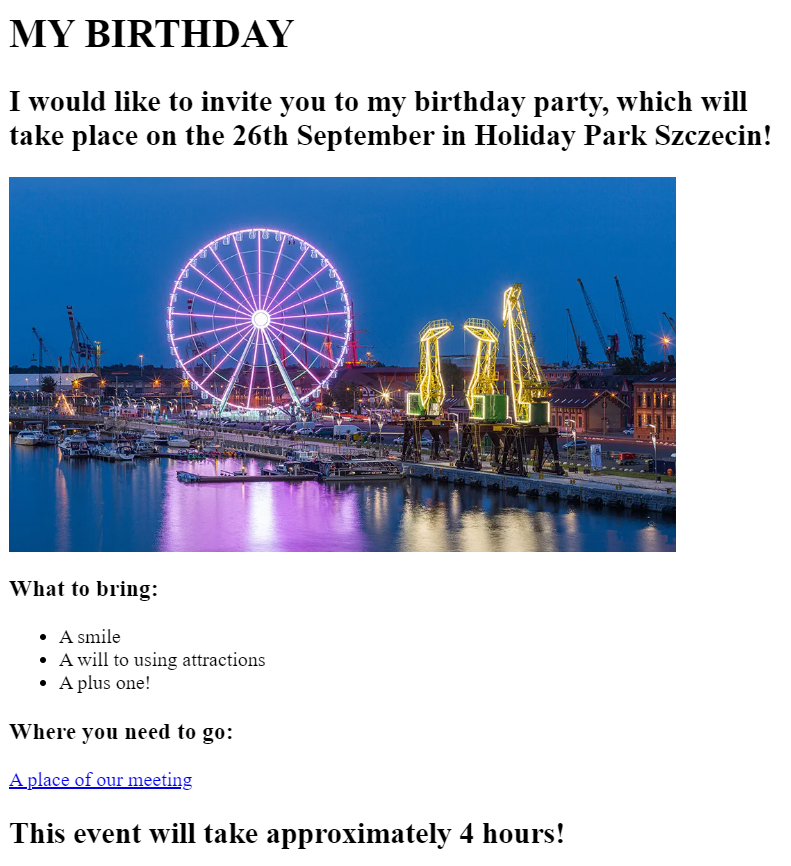 MY BIRTHDAY
I would like to invite you to my birthday party, which will
take place on the 26th September in Holiday Park Szczecin!
What to bring:
A smile
A will to using attractions
A plus one!
Where you need to go:
A place of our meeting
This event will take approximately 4 hours!